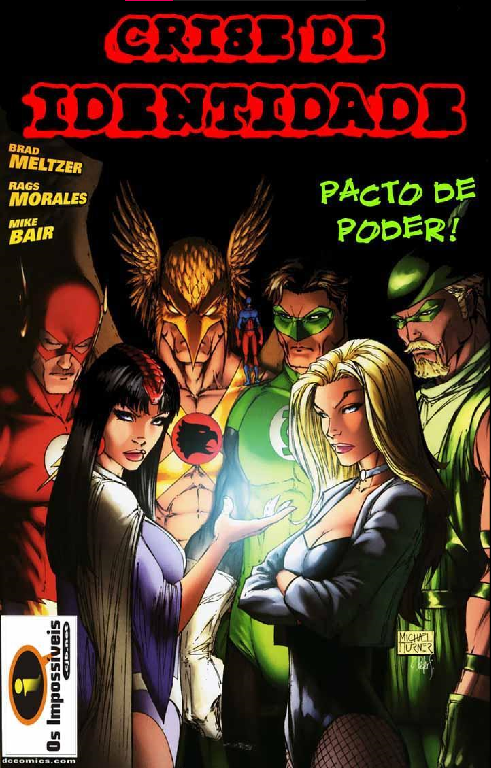 CRISE DE
IDENTIDADE
BRAD
MELTZER
RAGS
MORALES
MIKE
BAIR
PACTO DE
PODER!
MICHAEL
TURNER
i
Os Impossíveis
dccomics.com